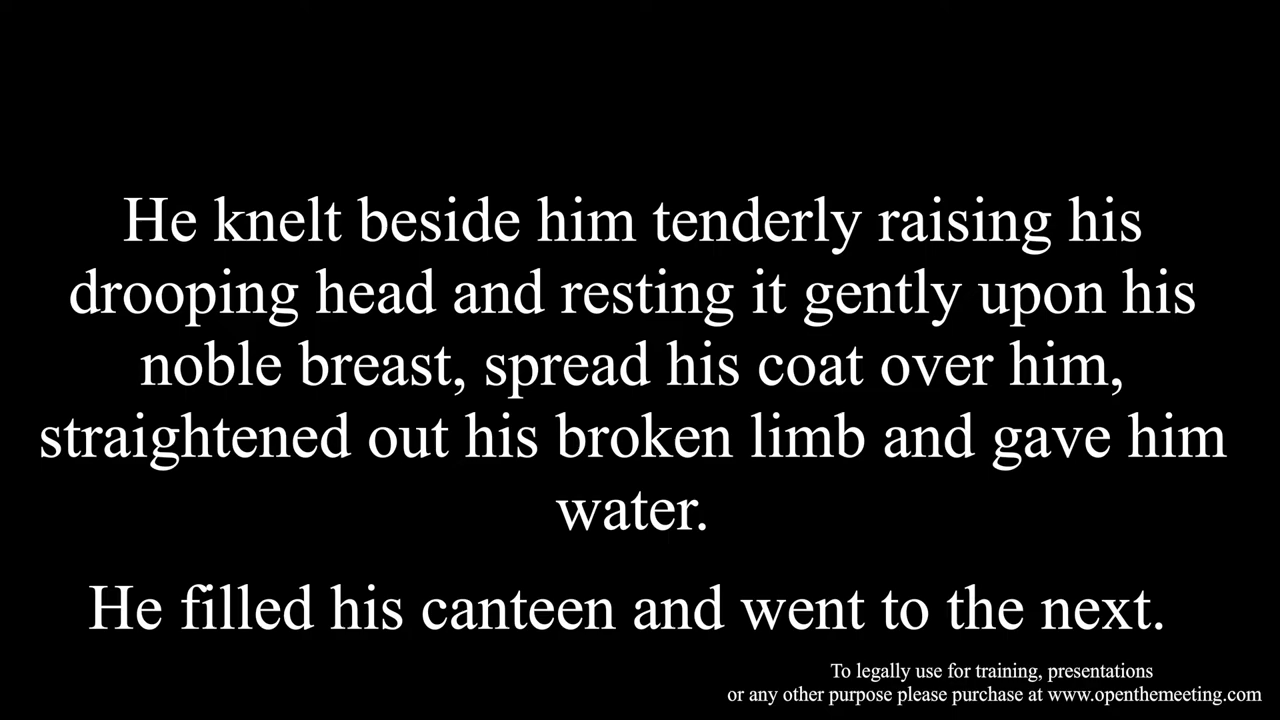 He knelt beside him tenderly raising his
drooping head and resting it gently upon his
noble breast, spread his coat over him,
straightened out his broken limb and gave him
water.
He filled his canteen and went to the next.
To legally use for training, presentations
or any other purpose please purchase at www.openthemeeting.com